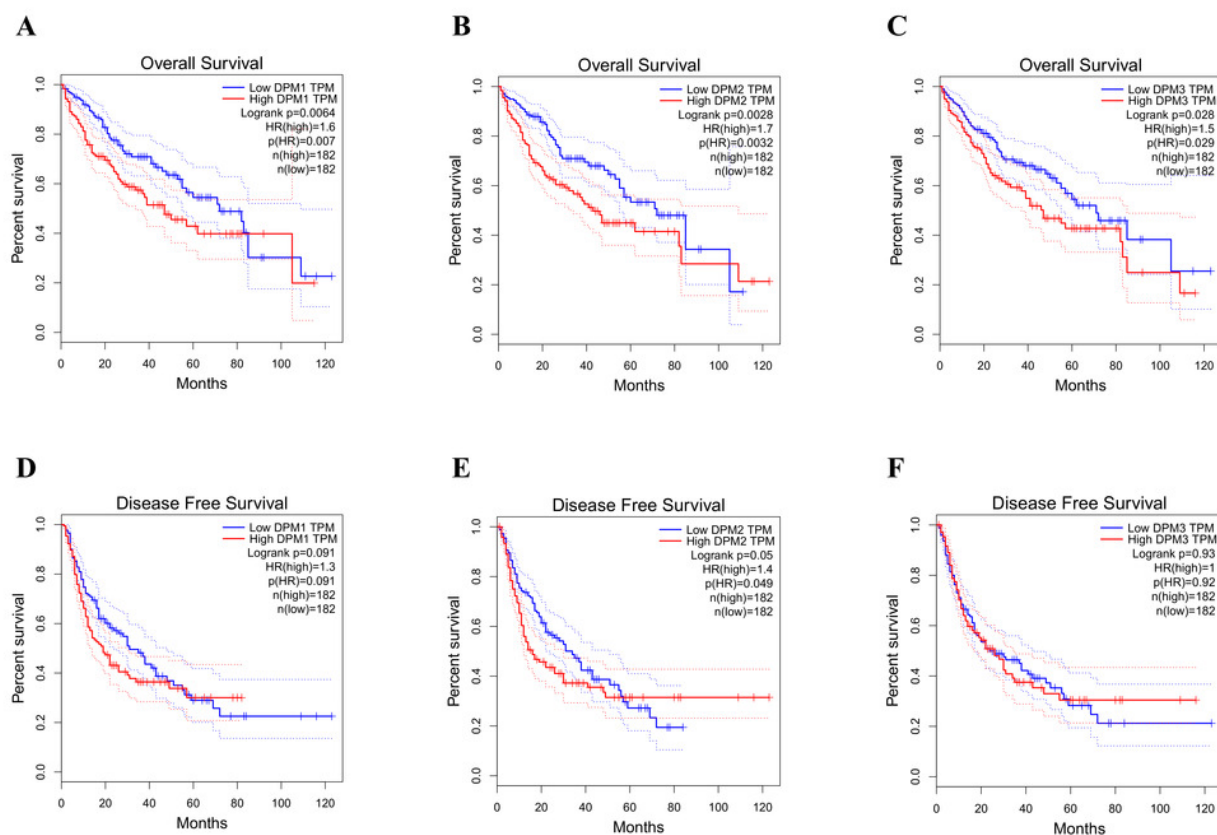 A
Overall Survival
Low DPM1 TPM
High DPM1 TPM
Logrank p=0.0064
HR(high)=1.6
p(HR)=0.007
n(high)=182
n(low)=182
Percent survival
1.0
0.8
0.6
0.4
0.2
0.0
0 20 40 60 80 100 120
Months
B
Overall Survival
Low DPM2 TPM
High DPM2 TPM
Logrank p=0.0028
HR(high)=1.7
p(HR)=0.0032
n(high)=182
n(low)=182
Percent survival
1.0
0.8
0.6
0.4
0.2
0.0
0 20 40 60 80 100 120
Months
C
Overall Survival
Low DPM3 TPM
High DPM3 TPM
Logrank p=0.028
HR(high)=1.5
p(HR)=0.029
n(high)=182
n(low)=182
Percent survival
1.0
0.8
0.6
0.4
0.2
0.0
0 20 40 60 80 100 120
Months
D
Disease Free Survival
Low DPM1 TPM
High DPM1 TPM
Logrank p=0.091
HR(high)=1.3
p(HR)=0.091
n(high)=182
n(low)=182
Percent survival
1.0
0.8
0.6
0.4
0.2
0.0
0 20 40 60 80 100 120
Months
E
Disease Free Survival
Low DPM2 TPM
High DPM2 TPM
Logrank p=0.05
HR(high)=1.4
p(HR)=0.049
n(high)=182
n(low)=182
Percent survival
1.0
0.8
0.6
0.4
0.2
0.0
0 20 40 60 80 100 120
Months
F
Disease Free Survival
Low DPM3 TPM
High DPM3 TPM
Logrank p=0.93
HR(high)=1
p(HR)=0.92
n(high)=182
n(low)=182
Percent survival
1.0
0.8
0.6
0.4
0.2
0.0
0 20 40 60 80 100 120
Months